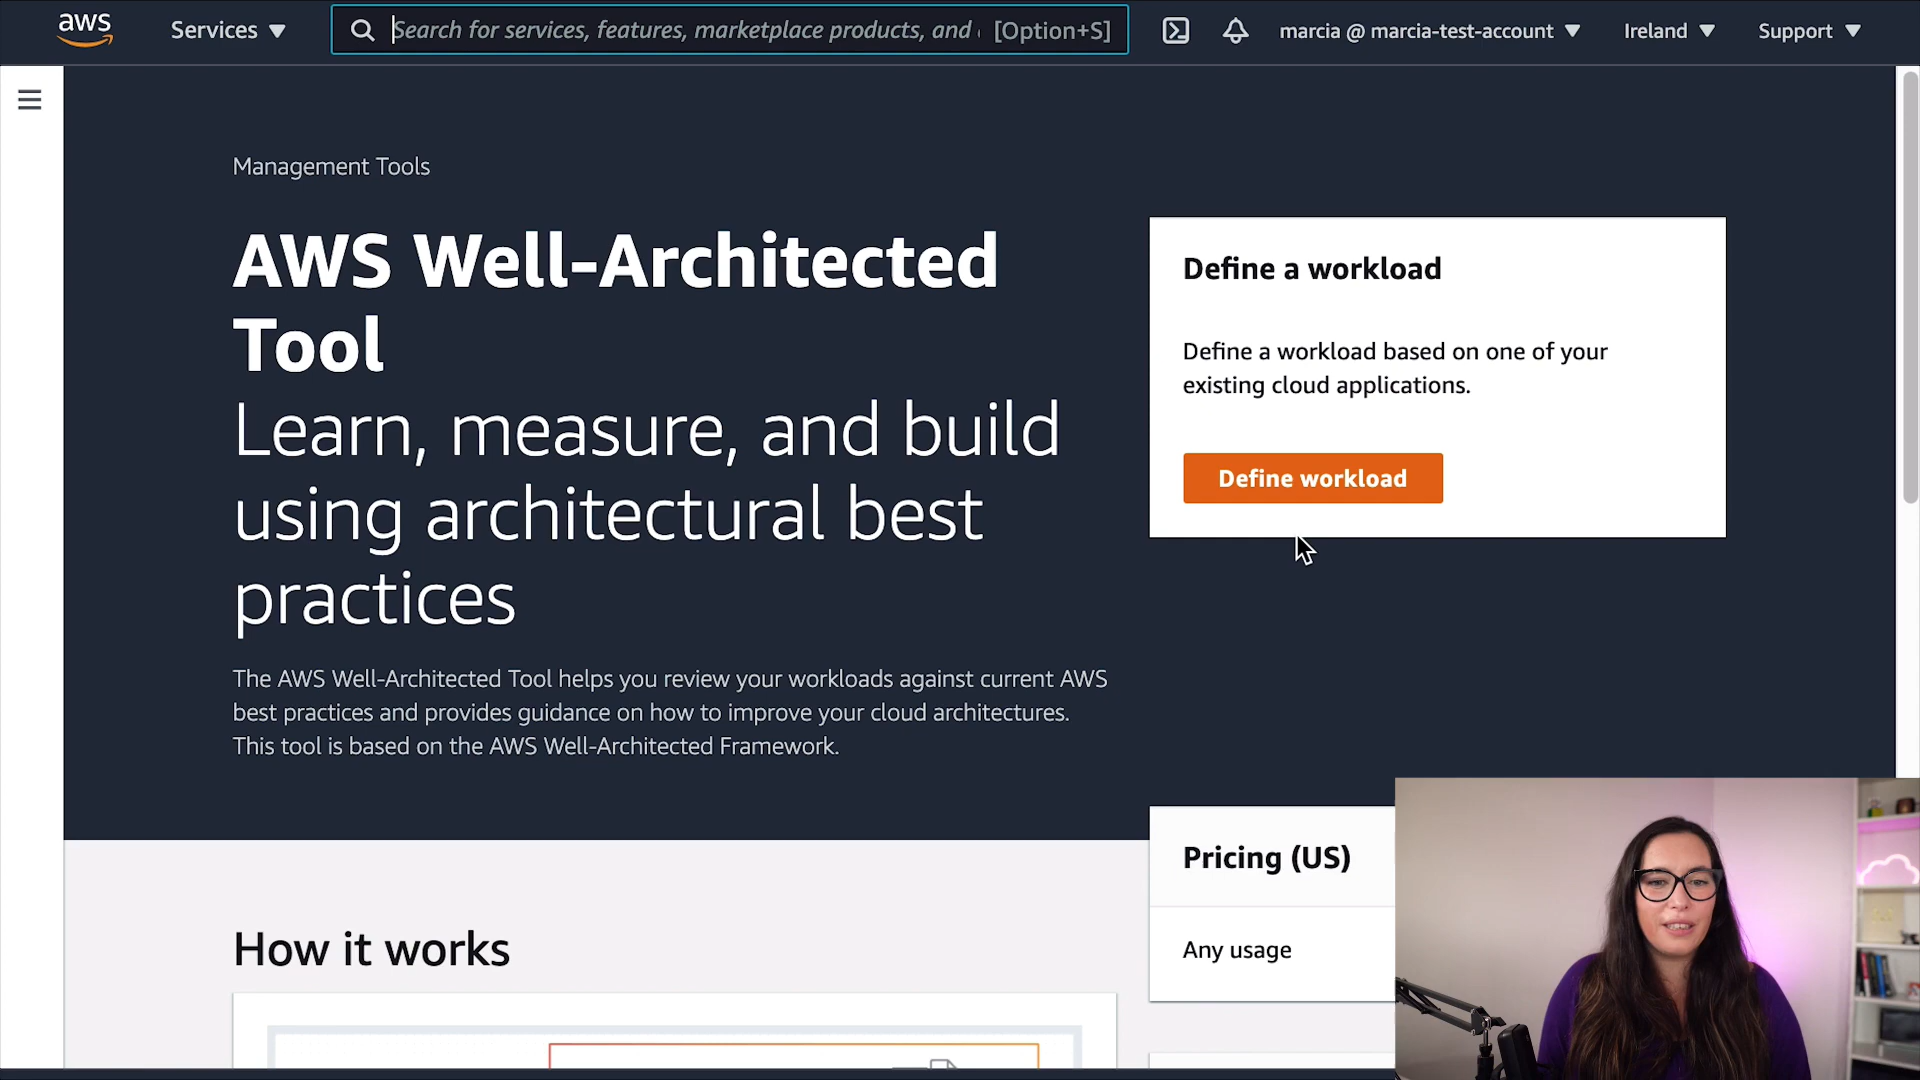 aws
Services
Search for services, features, marketplace products, and
[Option+S]
marcia @ marcia-test-account
Ireland
Support
Management Tools
AWS Well-Architected
Tool
Learn, measure, and build
using architectural best
practices
The AWS Well-Architected Tool helps you review your workloads against current AWS
best practices and provides guidance on how to improve your cloud architectures.
This tool is based on the AWS Well-Architected Framework.
Define a workload
Define a workload based on one of your
existing cloud applications.
Define workload
Pricing (US)
Any usage
How it works